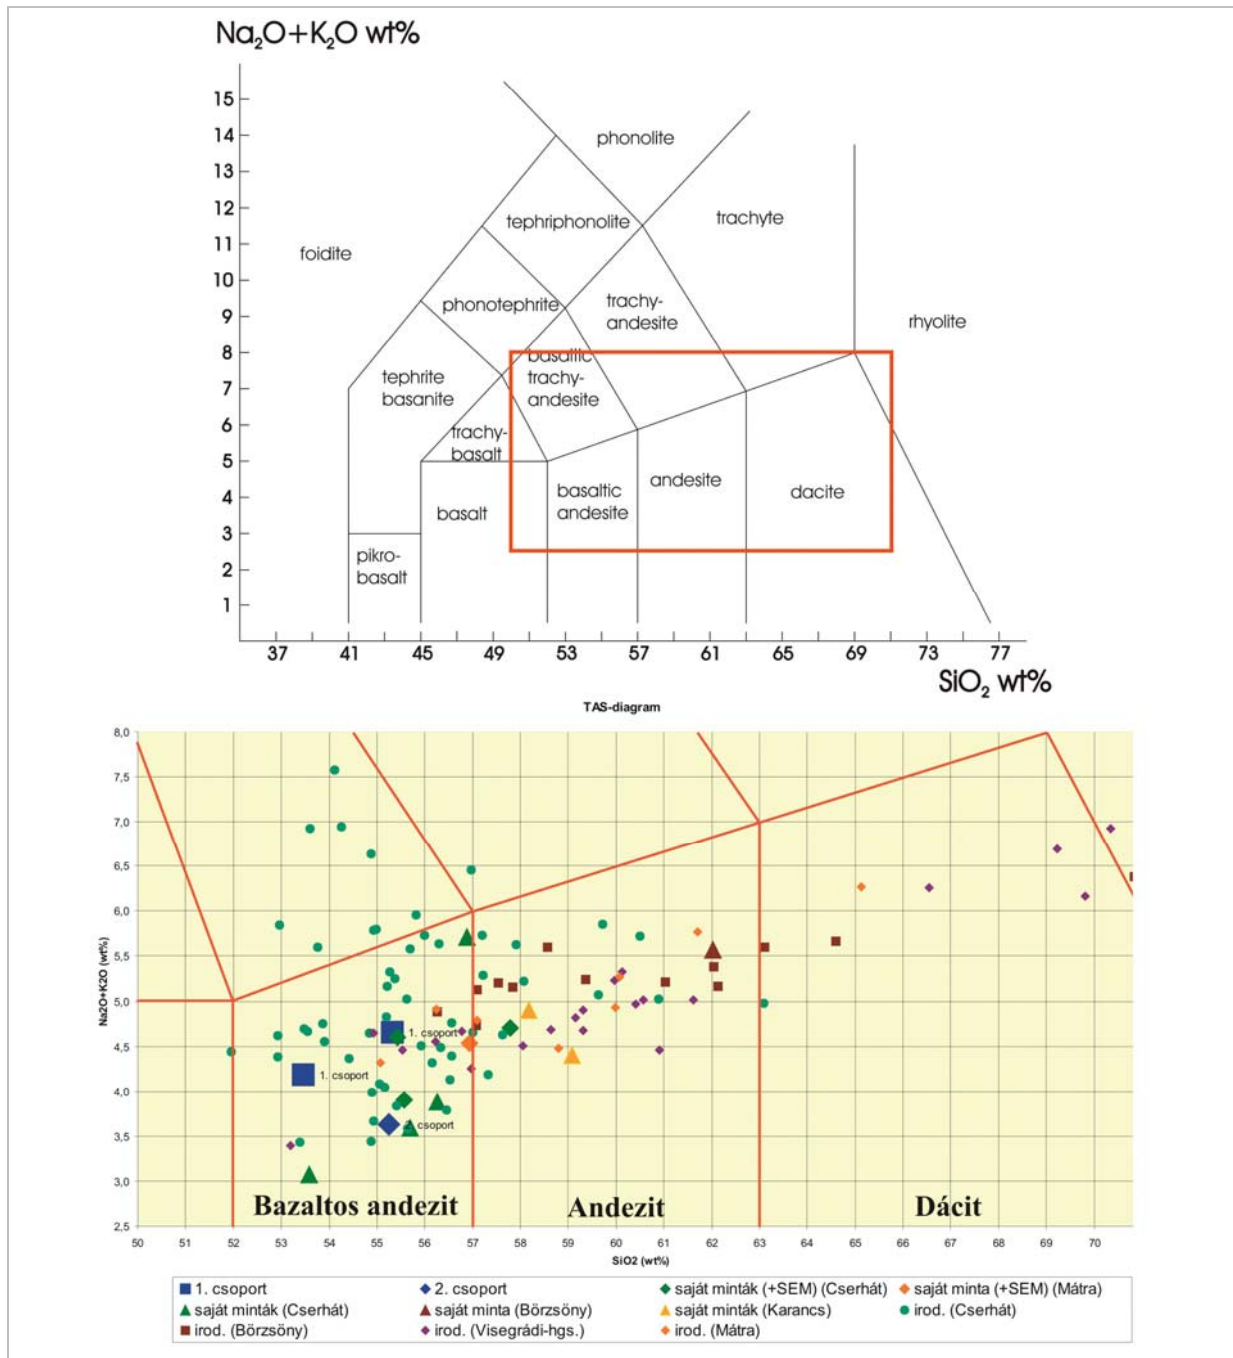 Na₂O+K₂O wt%
15
14
13
12
11
10
9
8
7
6
5
4
3
2
1
phonolite
tephriphonolite
trachyte
foidite
phonotephrite
trachy-
andesite
rhyolite
basaltic
trachy-
andesite
tephrite
basanite
trachy-
basalt
basalt
basaltic
andesite
andesite
dacite
pikro-
basalt
37 41 45 49 53 57 61 65 69 73 77
SiO₂ wt%
TAS-diagram
Na2O+K2O (wt%)
8,0
7,5
7,0
6,5
6,0
5,5
5,0
4,5
4,0
3,5
3,0
2,5
1. csoport
1. csoport
csoport
Bazaltos andezit Andezit Dácit
50 51 52 53 54 55 56 57 58 59 60 61 62 63 64 65 66 67 68 69 70
SiO2 (wt%)
1. csoport 2. csoport saját minták (+SEM) (Cserhát) saját minta (+SEM) (Mátra)
saját minták (Cserhát) saját minta (Börzsöny) saját minták (Karancs) irod. (Cserhát)
irod. (Börzsöny) irod. (Visegrádi-hgs.) irod. (Mátra)